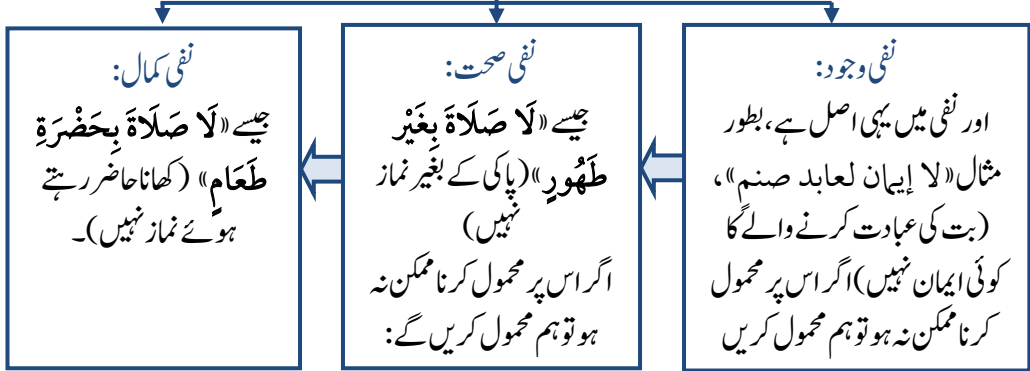 نفی وجود:
اور نفی میں یہی اصل ہے، بطور
مثال «لا إيمان لعابد صنم»،
(بت کی عبادت کرنے والے کا
کوئی ایمان نہیں) اگر اس پر محمول
کرنا ممکن نہ ہو تو ہم محمول کریں
نفی صحت:
جیسے «لَا صَلَاةَ بِغَيْرِ
طَهُورٍ» (پاکی کے بغیر نماز
نہیں)
اگر اس پر محمول کرنا ممکن نہ
ہو تو ہم محمول کریں گے:
نفی کمال:
جیسے «لَا صَلَاةَ بِحَضْرَةِ
طَعَامٍ» (کھانا حاضر رہتے
ہوئے نماز نہیں)۔